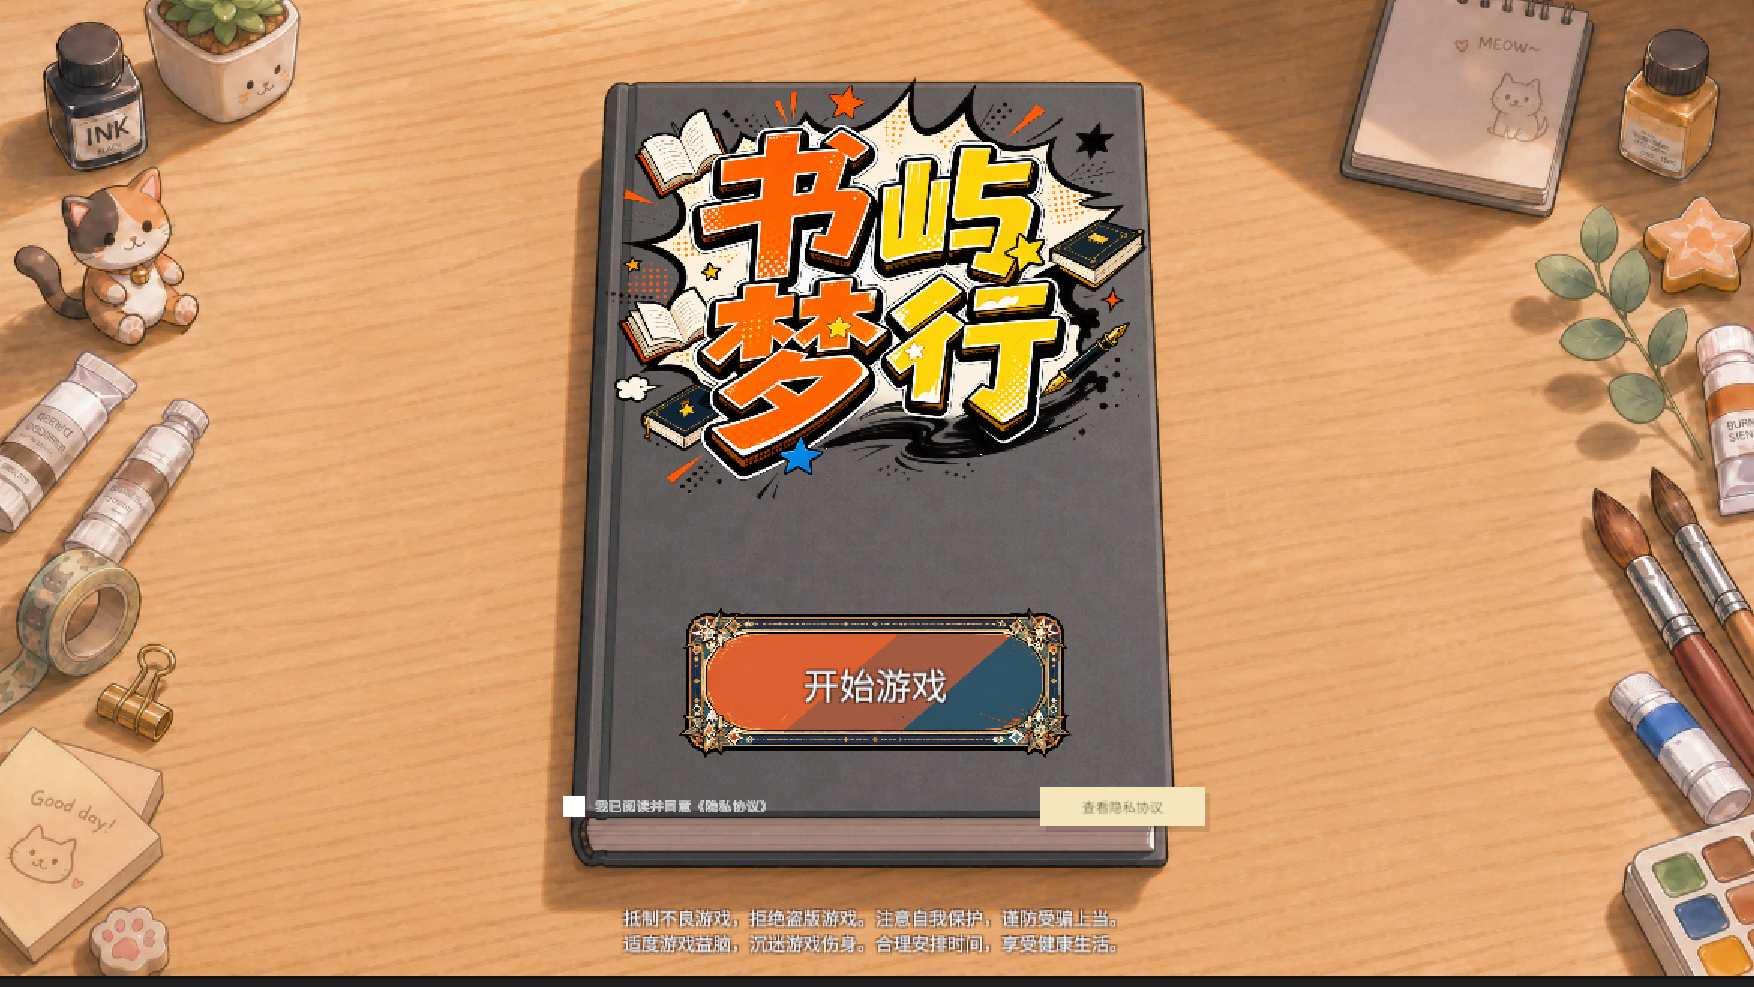 INK
BLACK
MEOW~
书屿
梦行
开始游戏
我已阅读并同意《隐私协议》
查看隐私协议
Good day!
BURN
SIEN
抵制不良游戏，拒绝盗版游戏。注意自我保护，谨防受骗上当。
适度游戏益脑，沉迷游戏伤身。合理安排时间，享受健康生活。